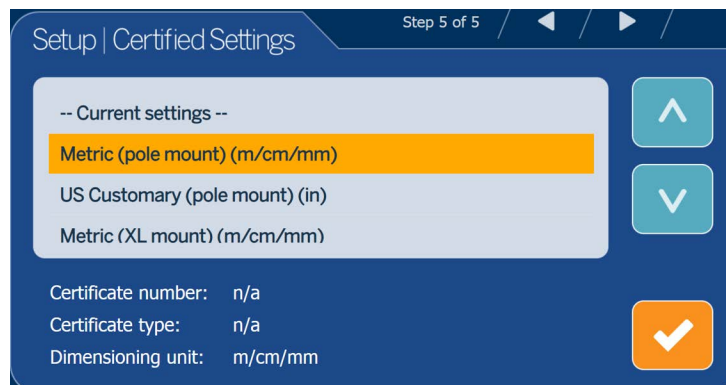 Setup | Certified Settings
Step 5 of 5
-- Current settings --
Metric (pole mount) (m/cm/mm)
US Customary (pole mount) (in)
Metric (XL mount) (m/cm/mm)
Certificate number: n/a
Certificate type: n/a
Dimensioning unit: m/cm/mm